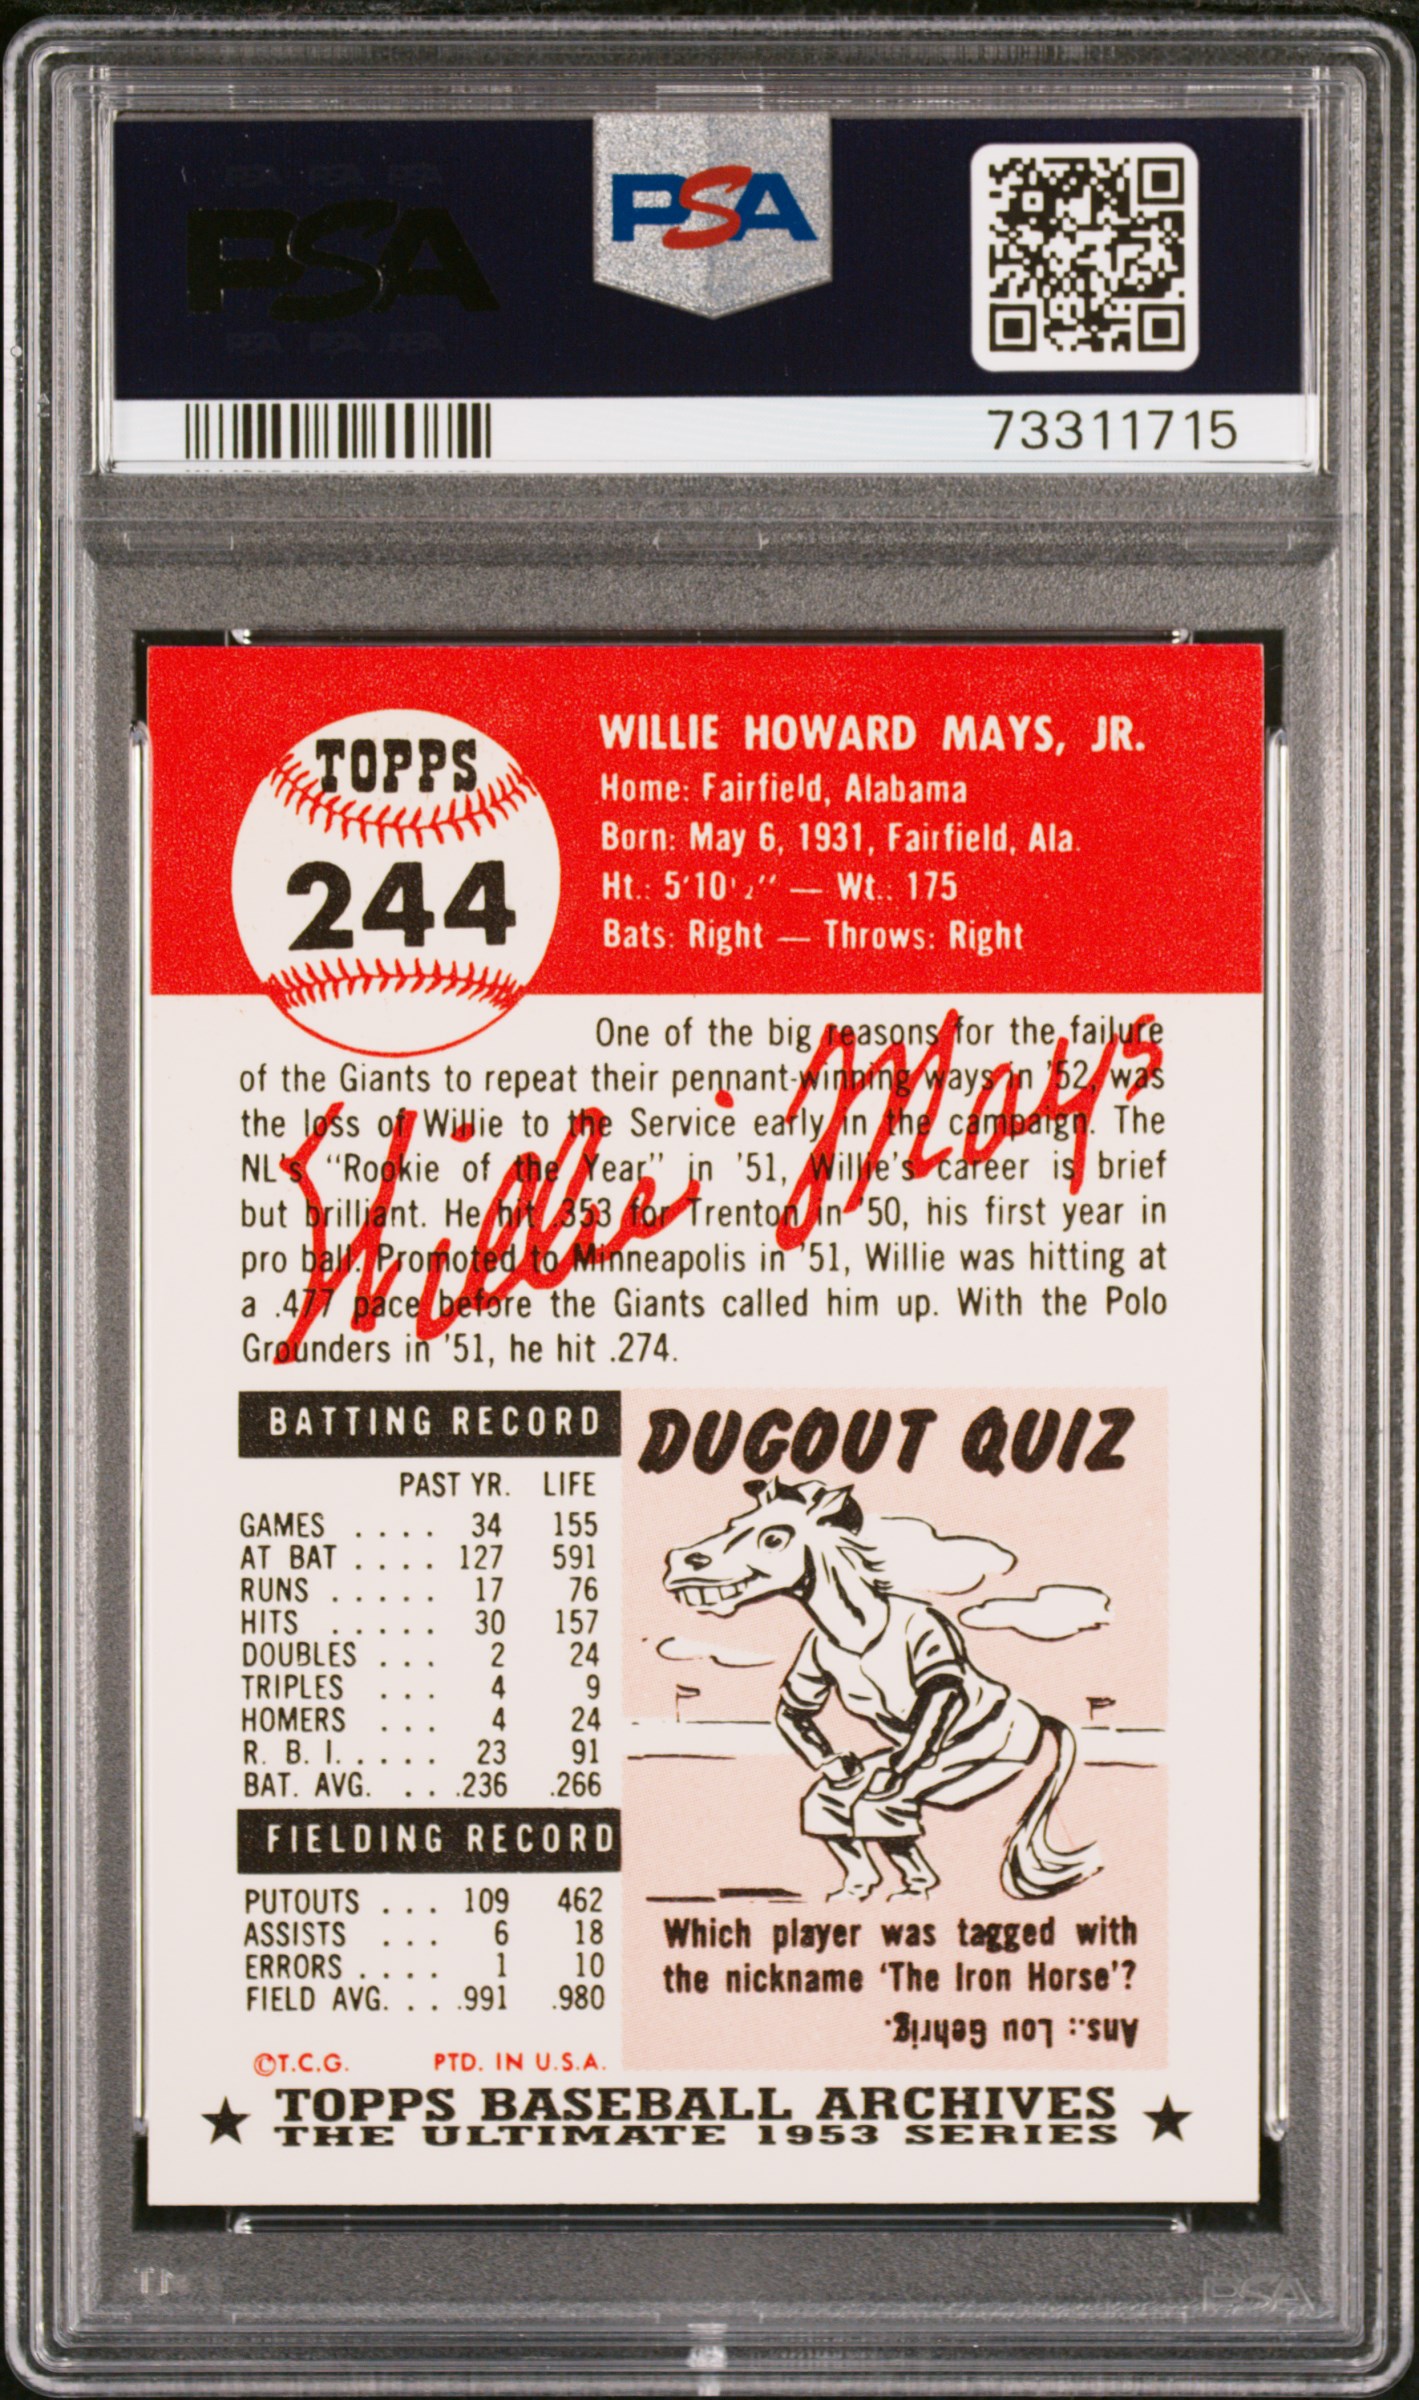 PSA PSA PSA
PSA
PSA PSA PSA
PSA
73311715
TOPPS
244
WILLIE HOWARD MAYS, JR.
Home: Fairfield, Alabama
Born: May 6, 1931, Fairfield, Ala.
Ht.: 5'10½" — Wt.: 175
Bats: Right — Throws: Right
One of the big reasons for the failure
of the Giants to repeat their pennant-winning ways in '52, was
the loss of Willie to the Service early in the campaign. The
NL's "Rookie of the Year" in '51, Willie's career is brief
but brilliant. He hit .353 for Trenton in '50, his first year in
pro ball. Promoted to Minneapolis in '51, Willie was hitting at
a .477 pace before the Giants called him up. With the Polo
Grounders in '51, he hit .274.
Willie Mays
BATTING RECORD
PAST YR. LIFE
GAMES . . . . 34 155
AT BAT . . . . 127 591
RUNS . . . . . 17 76
HITS . . . . . 30 157
DOUBLES . . . 2 24
TRIPLES . . . 4 9
HOMERS . . . 4 24
R. B. I. . . . . . 23 91
BAT. AVG. . . .236 .266
FIELDING RECORD
PUTOUTS . . . 109 462
ASSISTS . . . 6 18
ERRORS . . . . 1 10
FIELD AVG. . . .991 .980
©T.C.G. PTD. IN U.S.A.
DUGOUT QUIZ
Which player was tagged with
the nickname 'The Iron Horse'?
Ans.: Lou Gehrig.
TOPPS BASEBALL ARCHIVES
THE ULTIMATE 1953 SERIES
PSA